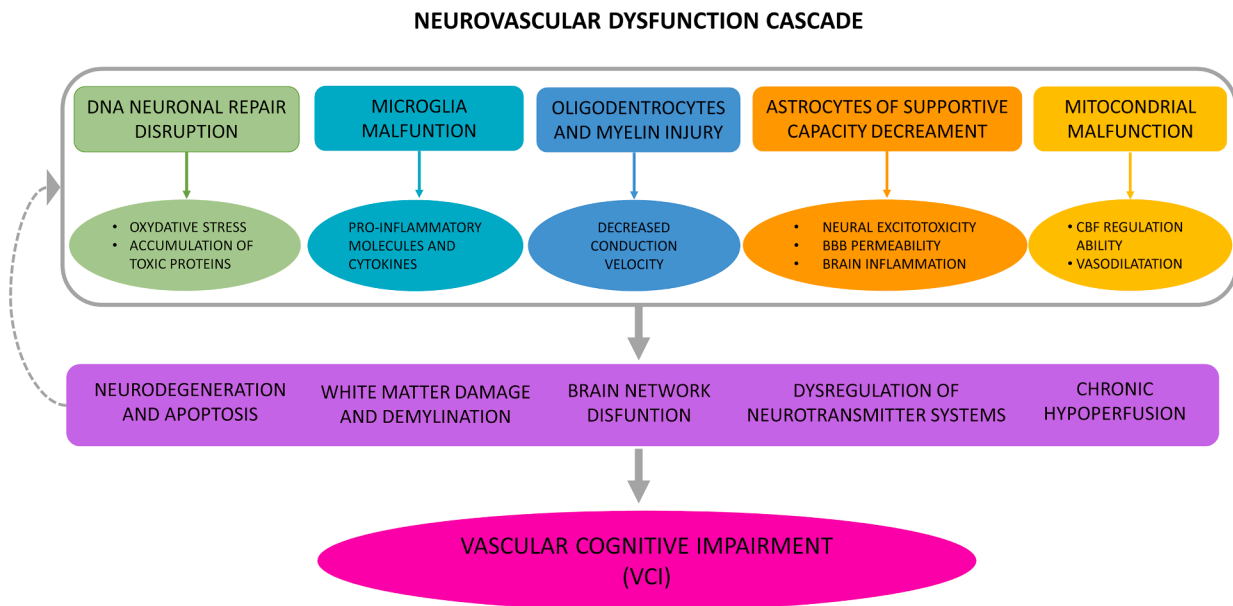 NEUROVASCULAR DYSFUNCTION CASCADE
DNA NEURONAL REPAIR
DISRUPTION
MICROGLIA
MALFUNTION
OLIGODENTROCYTES
AND MYELIN INJURY
ASTROCYTES OF SUPPORTIVE
CAPACITY DECREAMENT
MITOCONDRIAL
MALFUNCTION
• OXYDATIVE STRESS
• ACCUMULATION OF
TOXIC PROTEINS
PRO-INFLAMMATORY
MOLECULES AND
CYTOKINES
DECREASED
CONDUCTION
VELOCITY
• NEURAL EXCITOTOXICITY
• BBB PERMEABILITY
• BRAIN INFLAMMATION
• CBF REGULATION
ABILITY
• VASODILATATION
NEURODEGENERATION
AND APOPTOSIS
WHITE MATTER DAMAGE
AND DEMYLINATION
BRAIN NETWORK
DISFUNTION
DYSREGULATION OF
NEUROTRANSMITTER SYSTEMS
CHRONIC
HYPOPERFUSION
VASCULAR COGNITIVE IMPAIRMENT
(VCI)